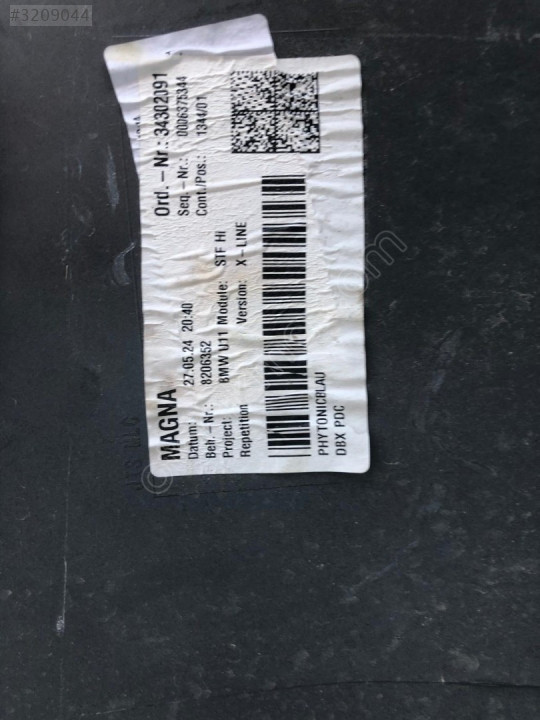 #3209044
MAGNA
Ord.-Nr.: 34302091
Datum: 27.05.24 20:40
Seq.-Nr.: 0006375344
Beh.-Nr.: 8206352
Cont./Pos.: 1344/01
Project: BMW U11 Module: STF Hi
Repetition Version: X-LINE
PHYTONICBLAU
DBX PDC